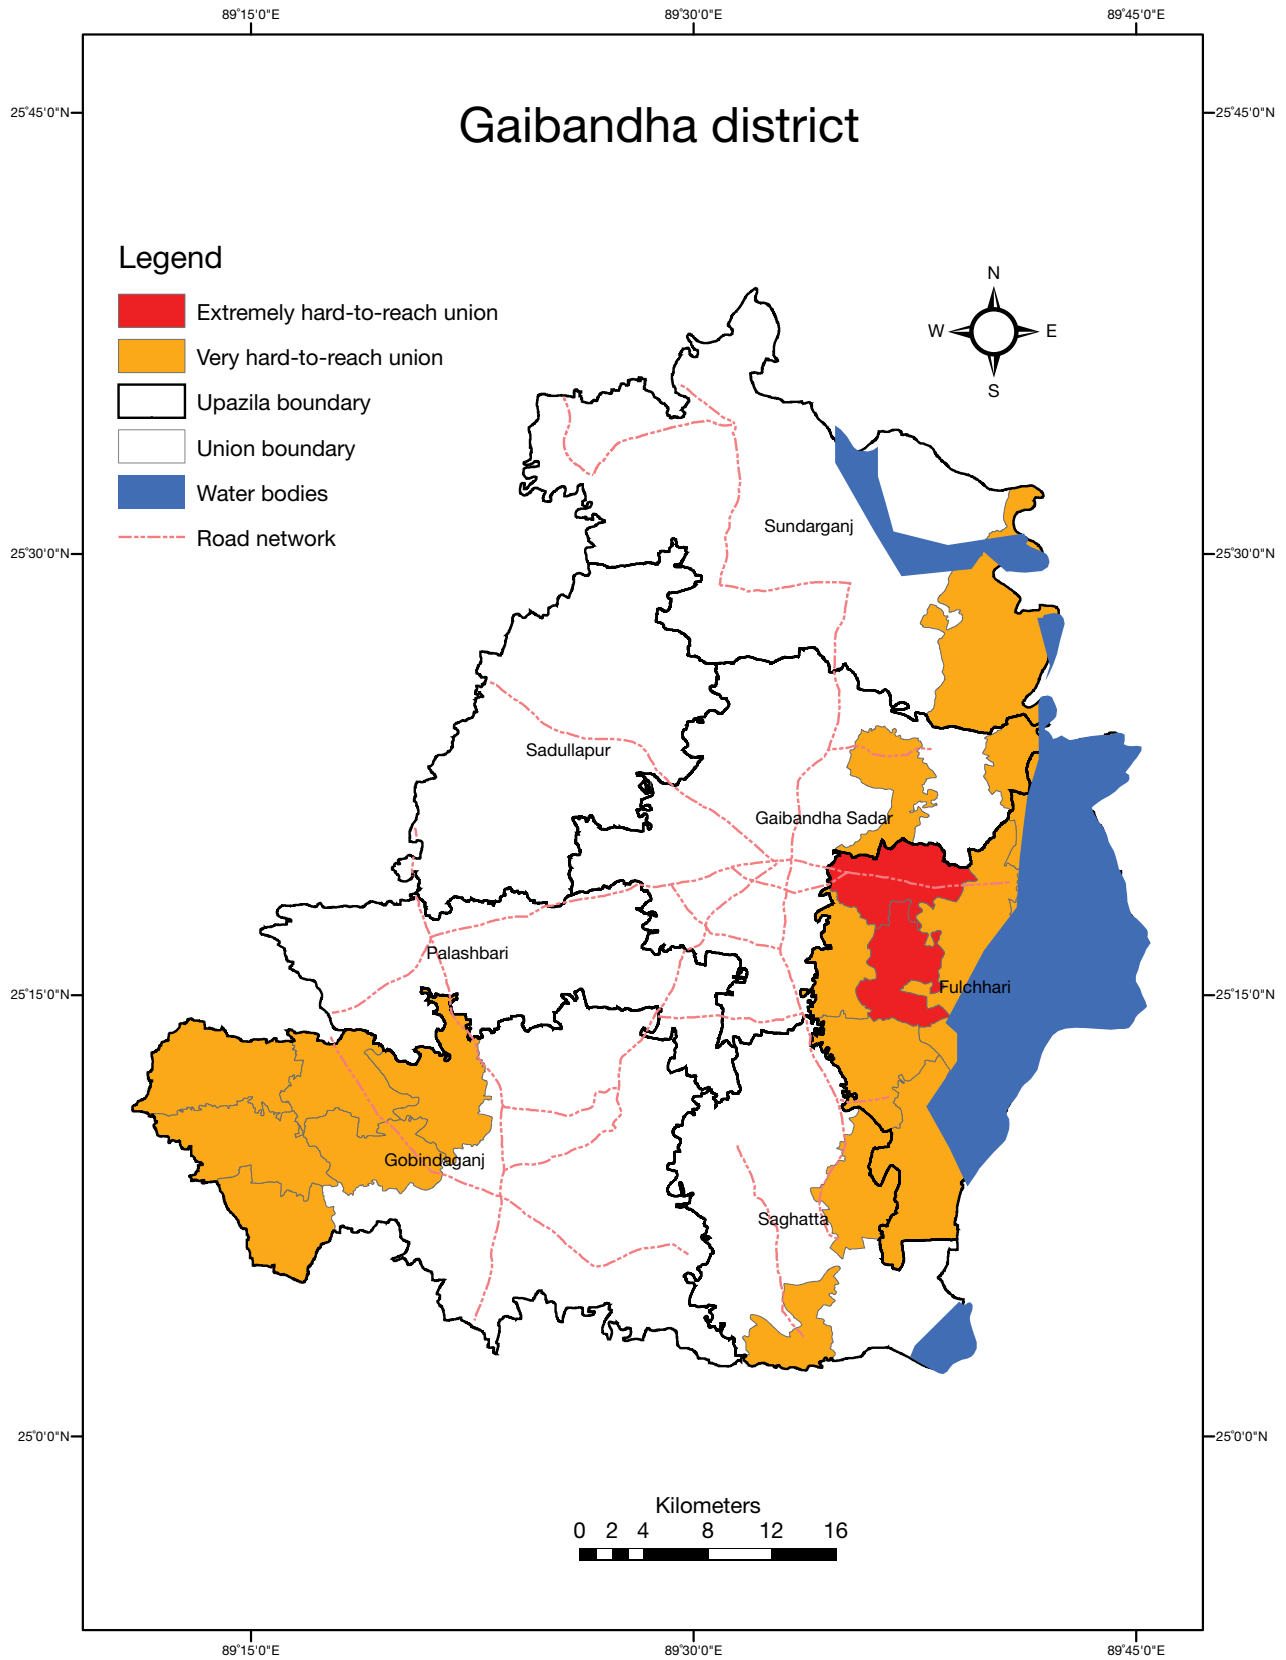 89°15'0"E 89°30'0"E 89°45'0"E
25°45'0"N 25°45'0"N
Gaibandha district
Legend
Extremely hard-to-reach union
Very hard-to-reach union
Upazila boundary
Union boundary
Water bodies
Road network
N
W E
S
Sundarganj
25°30'0"N 25°30'0"N
Sadullapur
Gaibandha Sadar
Palashbari
Fulchhari
25°15'0"N 25°15'0"N
Gobindaganj
Saghatta
25°0'0"N 25°0'0"N
Kilometers
0 2 4 8 12 16
89°15'0"E 89°30'0"E 89°45'0"E